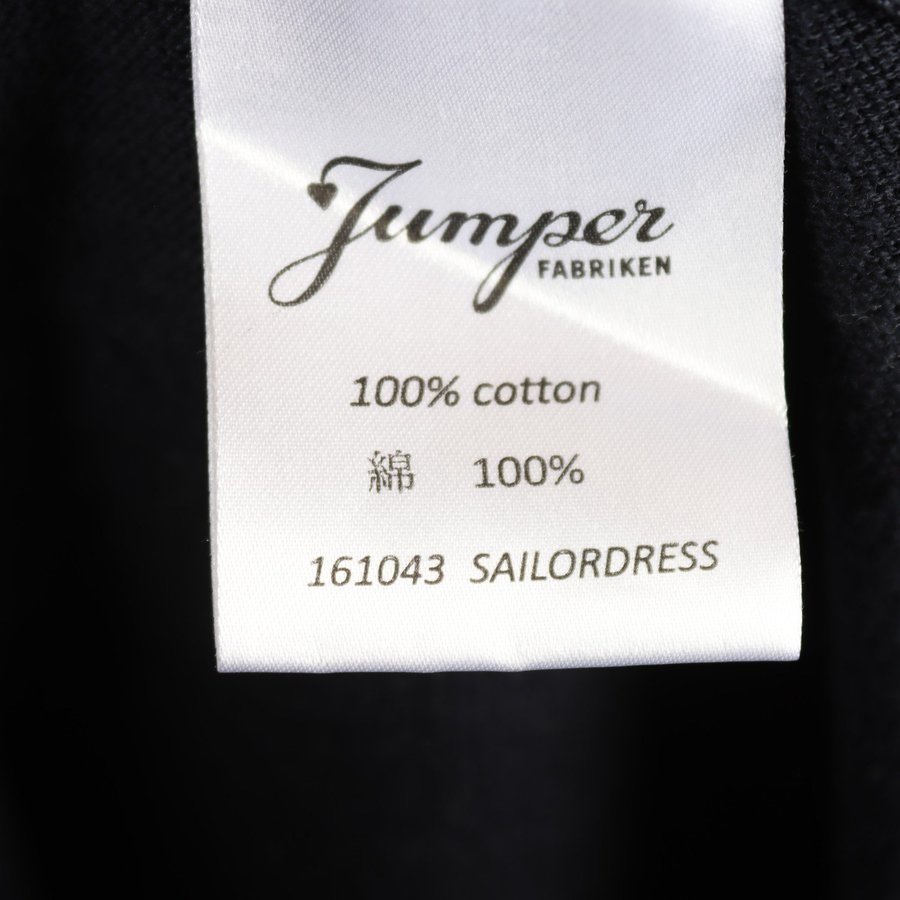 Jumper
FABRIKEN
100% cotton
綿 100%
161043 SAILORDRESS